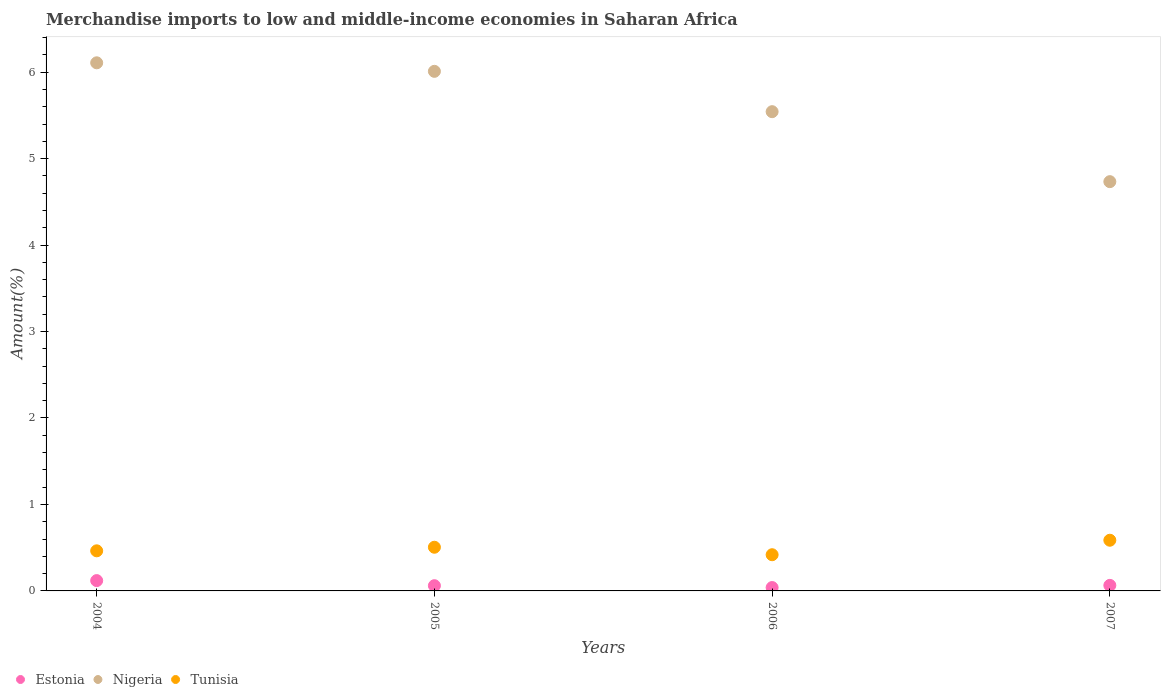 Merchandise imports to low and middle-income economies in Saharan Africa
Amount(%)
6
5
4
3
2
1
0
2004
2005
2006
2007
Years
Estonia
Nigeria
Tunisia